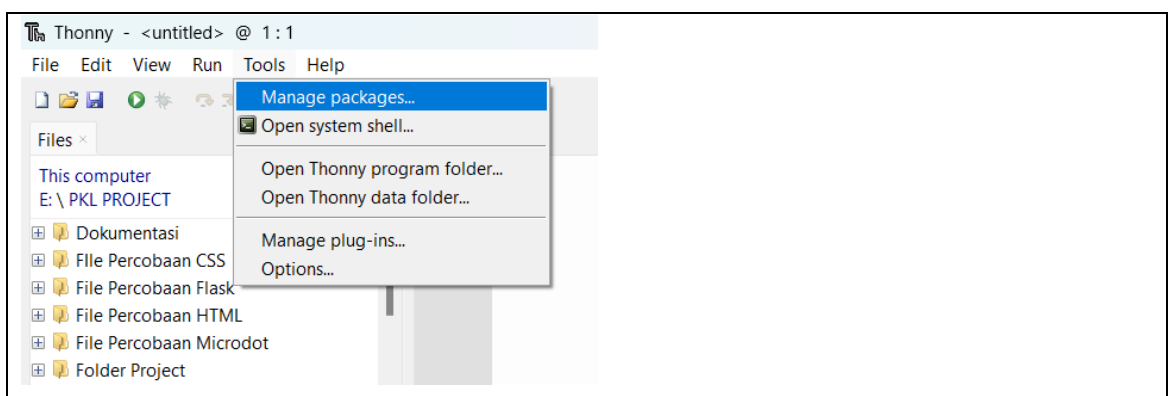 Thonny - <untitled> @ 1:1
File Edit View Run Tools Help
Manage packages...
Open system shell...
Files ×
Open Thonny program folder...
This computer
Open Thonny data folder...
E: \ PKL PROJECT
Dokumentasi
Manage plug-ins...
FIle Percobaan CSS
Options...
File Percobaan Flask
File Percobaan HTML
File Percobaan Microdot
Folder Project